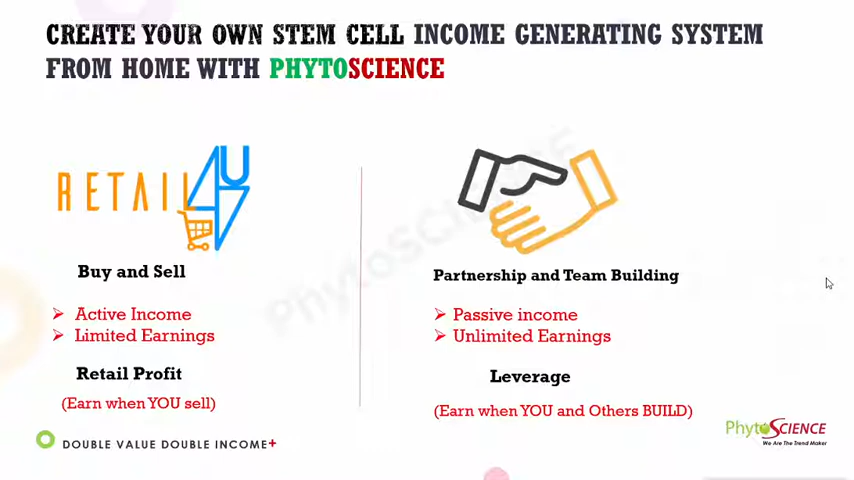 CREATE YOUR OWN STEM CELL INCOME GENERATING SYSTEM
FROM HOME WITH PHYTOSCIENCE
RETAIL 4U
Buy and Sell
Active Income
Limited Earnings
Retail Profit
(Earn when YOU sell)
Partnership and Team Building
Passive income
Unlimited Earnings
Leverage
(Earn when YOU and Others BUILD)
PhytoSCIENCE
DOUBLE VALUE DOUBLE INCOME+
PhytoSCIENCE
We Are The Trend Maker